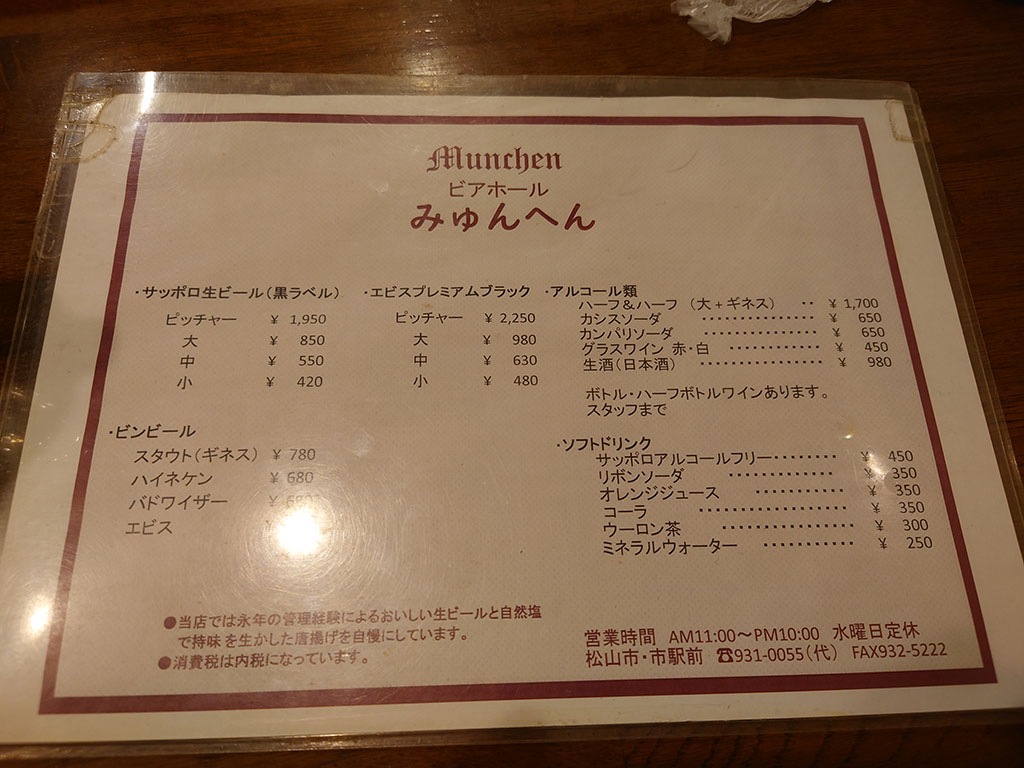 Munchen
ビアホール
みゅんへん
・サッポロ生ビール（黒ラベル）
ピッチャー ￥ 1,950
大 ￥ 850
中 ￥ 550
小 ￥ 420
・エビスプレミアムブラック
ピッチャー ￥ 2,250
大 ￥ 980
中 ￥ 630
小 ￥ 480
・アルコール類
ハーフ＆ハーフ （大＋ギネス） ‥ ￥ 1,700
カシスソーダ ‥‥‥‥‥‥‥‥ ￥ 650
カンパリソーダ ‥‥‥‥‥‥‥‥ ￥ 650
グラスワイン 赤・白 ‥‥‥‥‥‥ ￥ 450
生酒（日本酒） ‥‥‥‥‥‥‥‥ ￥ 980
ボトル・ハーフボトルワインあります。
スタッフまで
・ビンビール
スタウト（ギネス） ￥ 780
ハイネケン ￥ 680
バドワイザー ￥
エビス
・ソフトドリンク
サッポロアルコールフリー‥‥‥‥ ￥ 450
リボンソーダ ‥‥‥‥‥‥‥‥ ￥ 350
オレンジジュース ‥‥‥‥‥‥ ￥ 350
コーラ ‥‥‥‥‥‥‥‥‥ ￥ 350
ウーロン茶 ‥‥‥‥‥‥‥‥ ￥ 300
ミネラルウォーター ‥‥‥‥‥‥ ￥ 250
●当店では永年の管理経験によるおいしい生ビールと自然塩
で持味を生かした唐揚げを自慢にしています。
●消費税は内税になっています。
営業時間 AM11:00～PM10:00 水曜日定休
松山市・市駅前 ☎931-0055（代） FAX932-5222